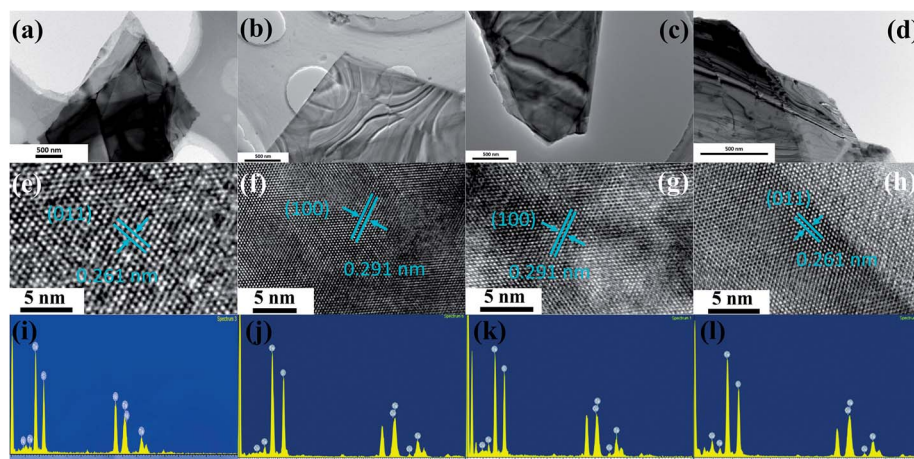 (a)
500 nm
(b)
500 nm
(c)
500 nm
(d)
500 nm
(e)
(011)
0.261 nm
5 nm
(f)
(100)
0.291 nm
5 nm
(g)
(100)
0.291 nm
5 nm
(h)
(011)
0.261 nm
5 nm
(i)
(j)
(k)
(l)